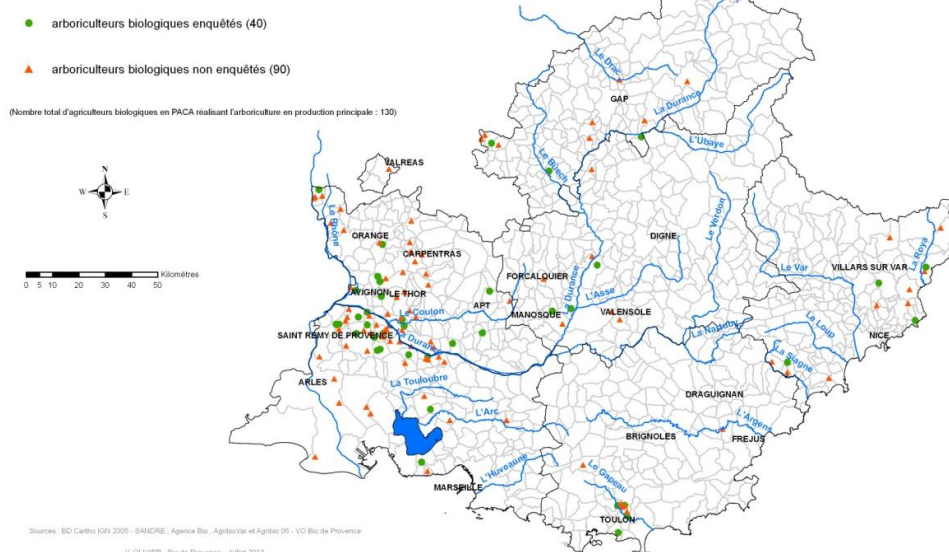 arboriculteurs biologiques enquêtés (40)
arboriculteurs biologiques non enquêtés (90)
(Nombre total d'agriculteurs biologiques en PACA réalisant l'arboriculture en production principale : 130)
N
W E
S
Kilomètres
0 5 10 20 30 40 50
Le Drac
GAP
La Durance
L'Ubaye
Le Buëch
VALREAS
Le Rhône
ORANGE
CARPENTRAS
DIGNE
Le Verdon
La Roya
VILLARS SUR VAR
Le Var
FORCALQUIER
La Durance
L'Asse
AVIGNON
LE THOR
APT
MANOSQUE
VALENSOLE
Le Coulon
SAINT REMY DE PROVENCE
La Durance
La Nartuby
Le Loup
NICE
La Siagne
ARLES
La Touloubre
DRAGUIGNAN
L'Arc
L'Argens
BRIGNOLES
FREJUS
L'Huveaune
Le Gapeau
MARSEILLE
TOULON
Sources : BD Cartho IGN 2005 - SANDRE : Agence Bio . AgribioVar et Agribio 06 - VO Bio de Provence